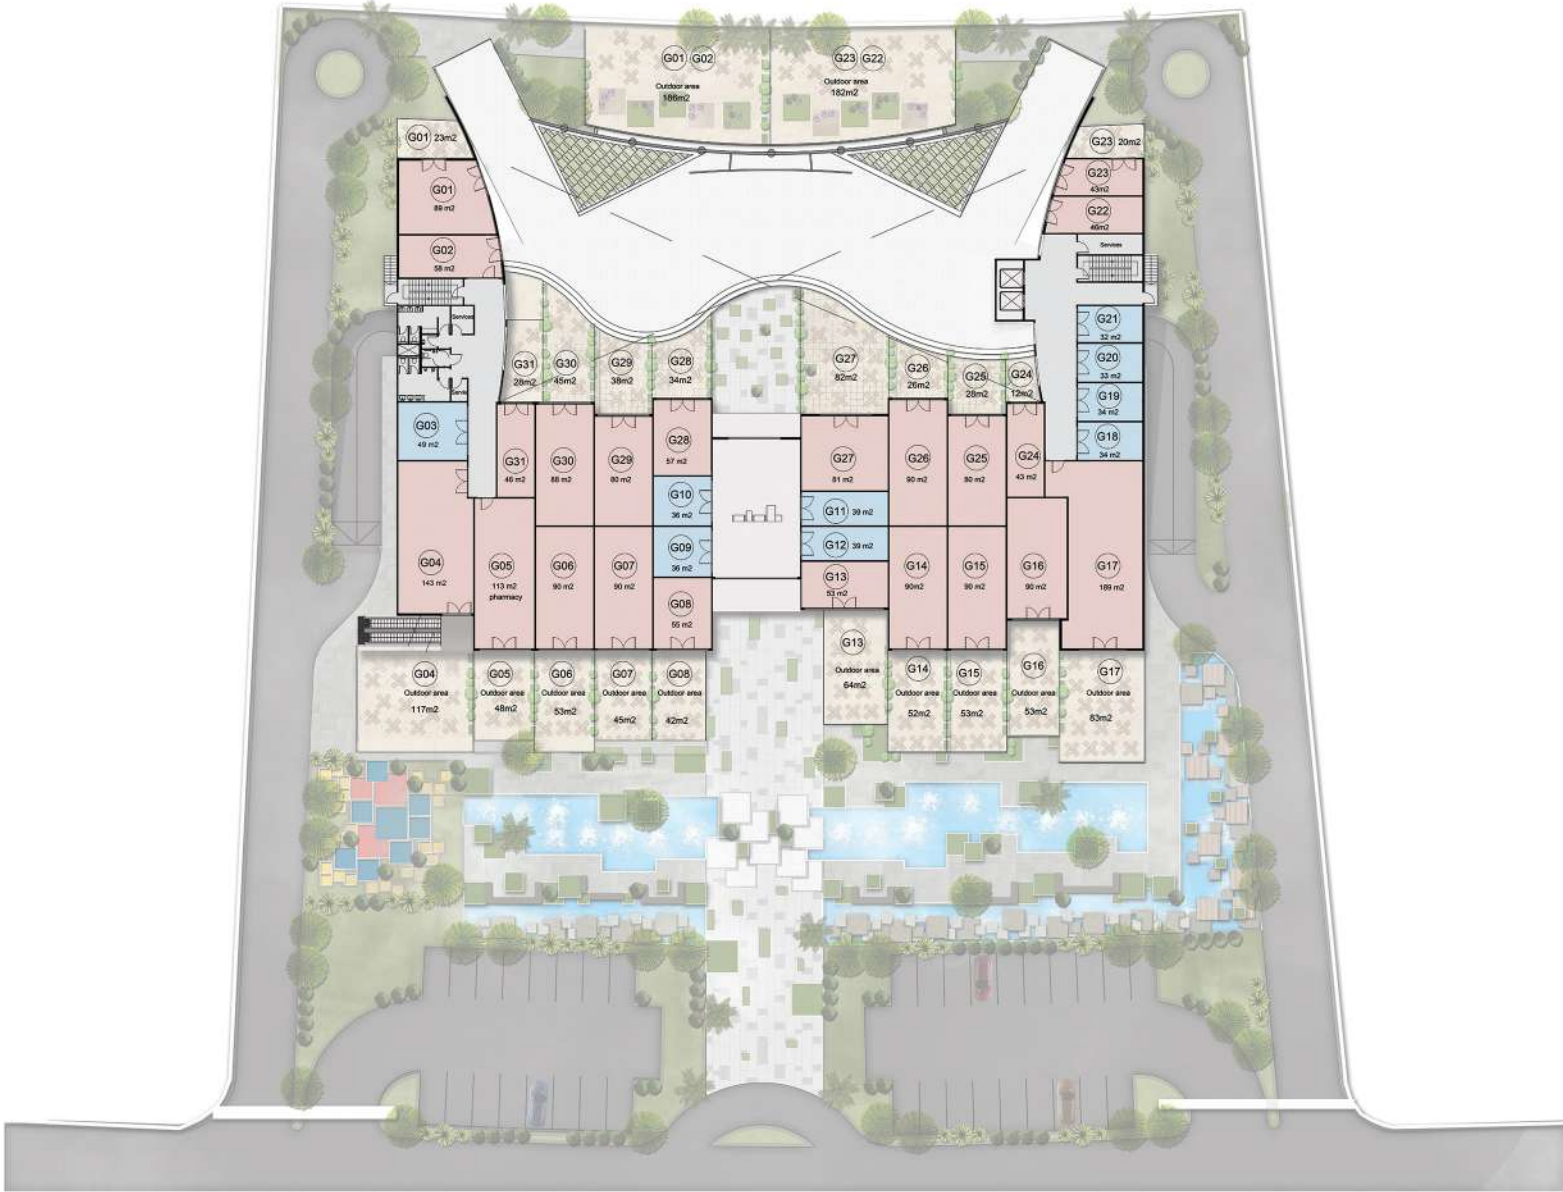 G01 G02
Outdoor area
186m2
G23 G22
Outdoor area
182m2
G01 23m2
G23 20m2
G01
89 m2
G23
43m2
G22
46m2
G02
58 m2
Services
Services
G21
32 m2
G20
33 m2
G19
34 m2
G18
34 m2
G31
28m2
G30
45m2
G29
38m2
G28
34m2
G27
82m2
G26
26m2
G25
28m2
G24
12m2
G03
49 m2
G31
46 m2
G30
88 m2
G29
80 m2
G28
57 m2
G27
81 m2
G26
90 m2
G25
80 m2
G24
43 m2
G10
36 m2
G11 39 m2
G09
36 m2
G12 39 m2
G04
143 m2
G05
113 m2
pharmacy
G06
90 m2
G07
90 m2
G08
55 m2
G13
53 m2
G14
90m2
G15
90 m2
G16
90 m2
G17
189 m2
G04
Outdoor area
117m2
G05
Outdoor area
48m2
G06
Outdoor area
53m2
G07
Outdoor area
45m2
G08
Outdoor area
42m2
G13
Outdoor area
64m2
G14
Outdoor area
52m2
G15
Outdoor area
53m2
G16
Outdoor area
53m2
G17
Outdoor area
83m2